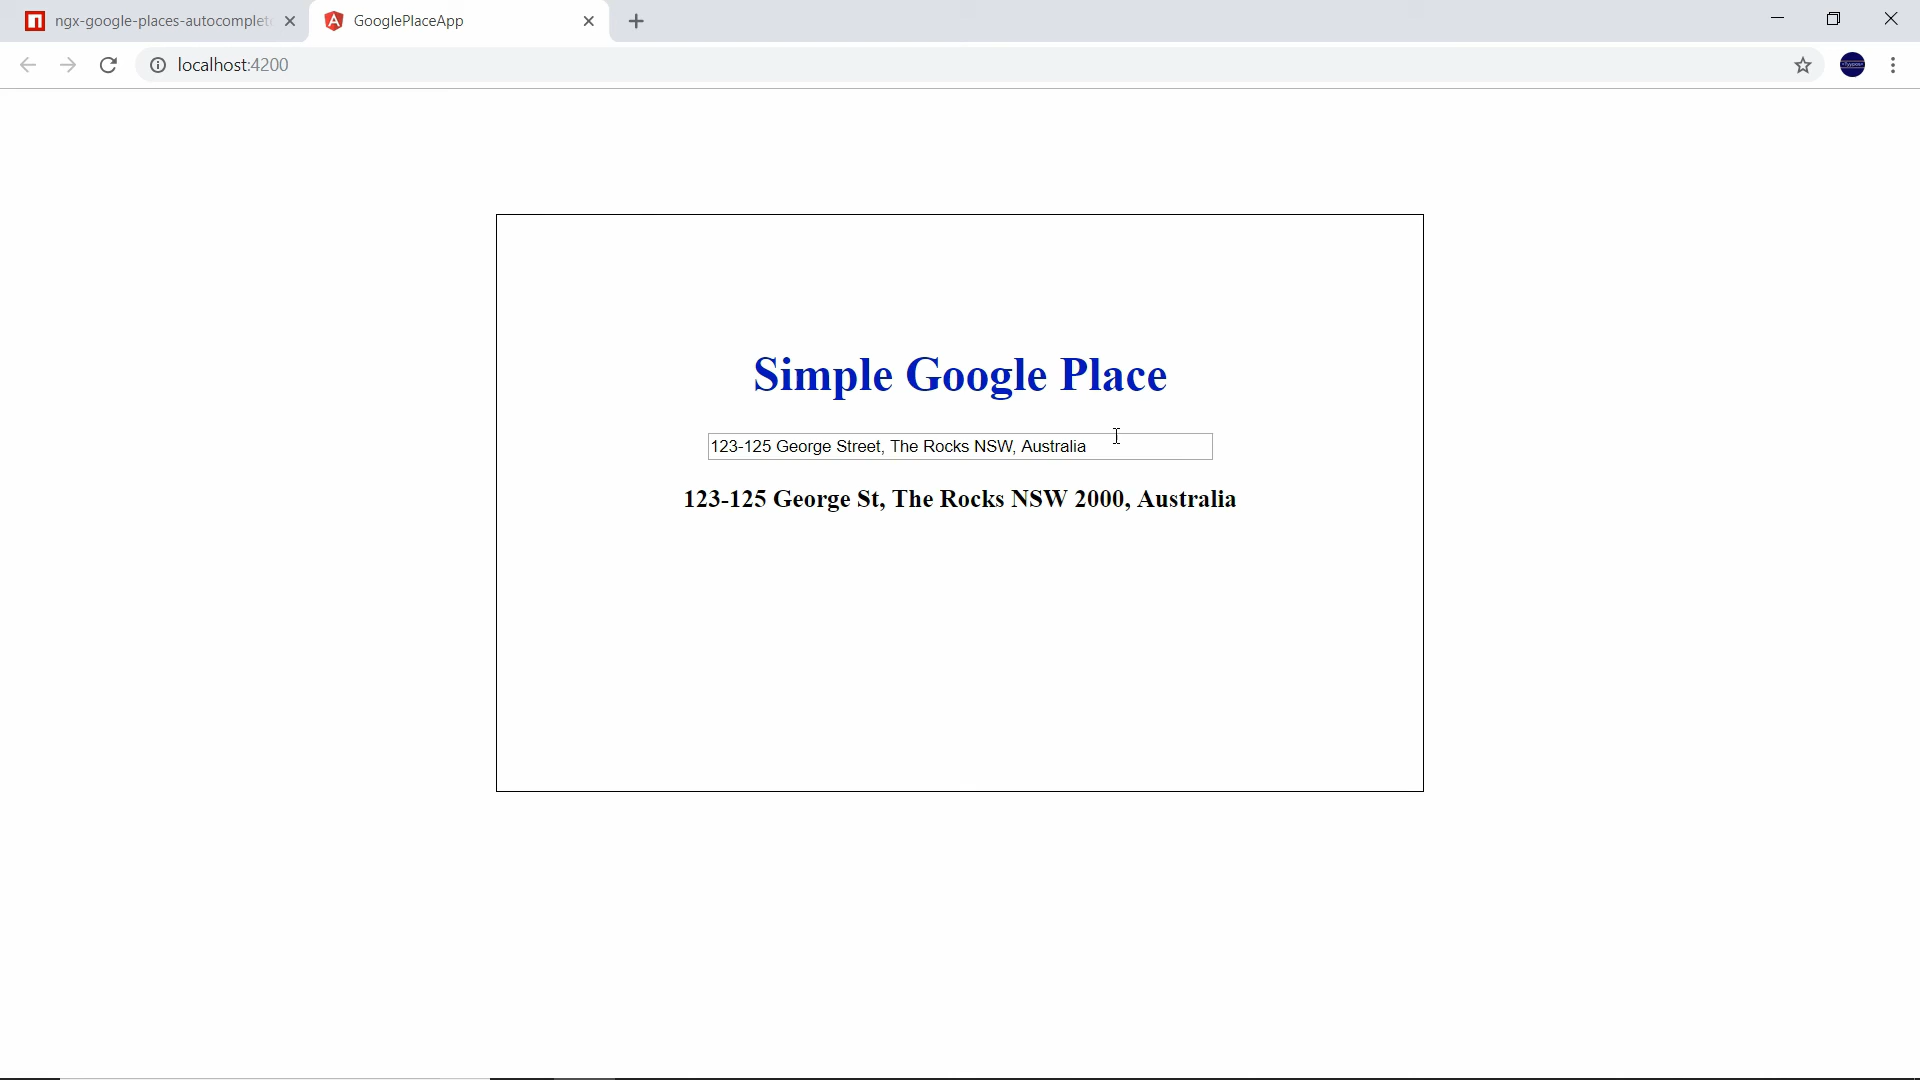 ngx-google-places-autocomplet
GooglePlaceApp
localhost:4200
Simple Google Place
123-125 George Street, The Rocks NSW, Australia
123-125 George St, The Rocks NSW 2000, Australia